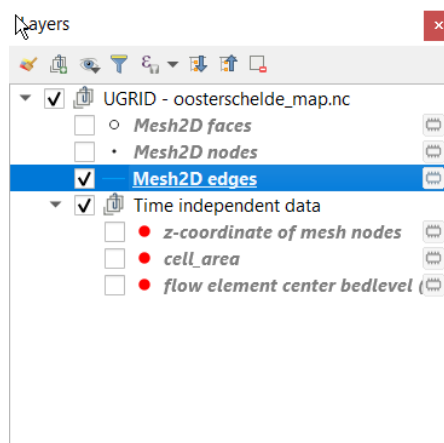 Layers
UGRID - oosterschelde_map.nc
Mesh2D faces
Mesh2D nodes
Mesh2D edges
Time independent data
z-coordinate of mesh nodes
cell_area
flow element center bedlevel (